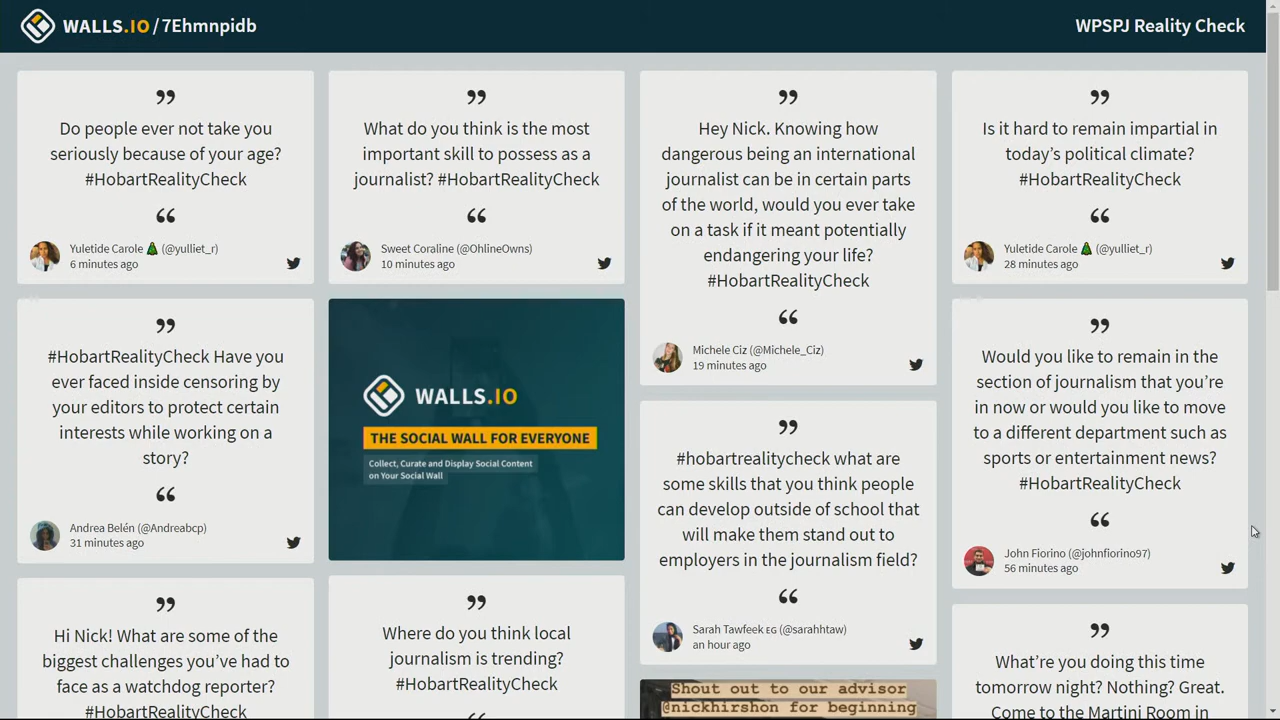 WALLS.IO / 7Ehmnpidb
WPSPJ Reality Check
”
Do people ever not take you
seriously because of your age?
#HobartRealityCheck
“
Yuletide Carole 🎄 (@yulliet_r)
6 minutes ago
”
What do you think is the most
important skill to possess as a
journalist? #HobartRealityCheck
“
Sweet Coraline (@OhlineOwns)
10 minutes ago
”
Hey Nick. Knowing how
dangerous being an international
journalist can be in certain parts
of the world, would you ever take
on a task if it meant potentially
endangering your life?
#HobartRealityCheck
“
Michele Ciz (@Michele_Ciz)
19 minutes ago
”
Is it hard to remain impartial in
today’s political climate?
#HobartRealityCheck
“
Yuletide Carole 🎄 (@yulliet_r)
28 minutes ago
”
#HobartRealityCheck Have you
ever faced inside censoring by
your editors to protect certain
interests while working on a
story?
“
Andrea Belén (@Andreabcp)
31 minutes ago
WALLS.IO
THE SOCIAL WALL FOR EVERYONE
Collect, Curate and Display Social Content
on Your Social Wall
”
#hobartrealitycheck what are
some skills that you think people
can develop outside of school that
will make them stand out to
employers in the journalism field?
“
Sarah Tawfeek ᴇɢ (@sarahhtaw)
an hour ago
”
Would you like to remain in the
section of journalism that you’re
in now or would you like to move
to a different department such as
sports or entertainment news?
#HobartRealityCheck
“
John Fiorino (@johnfiorino97)
56 minutes ago
”
Hi Nick! What are some of the
biggest challenges you’ve had to
face as a watchdog reporter?
#HobartRealityCheck
”
Where do you think local
journalism is trending?
#HobartRealityCheck
“
Shout out to our advisor
@nickhirshon for beginning
”
What’re you doing this time
tomorrow night? Nothing? Great.
Come to the Martini Room in